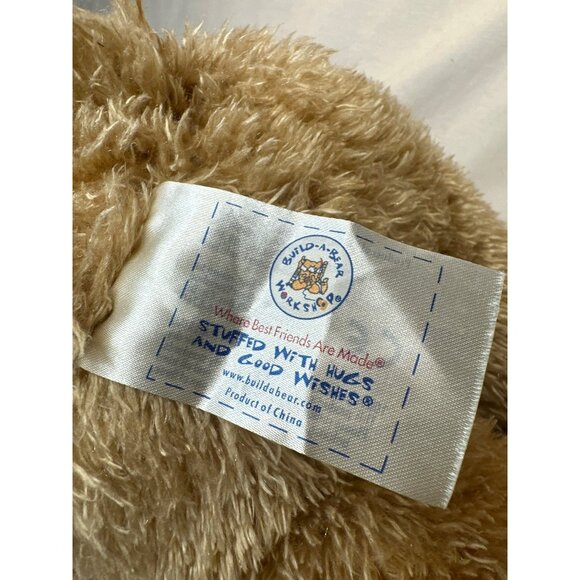 BUILD-A-BEAR
WORKSHOP®
Where Best Friends Are Made®
STUFFED WITH HUGS
AND GOOD WISHES®
www.buildabear.com
Product of China